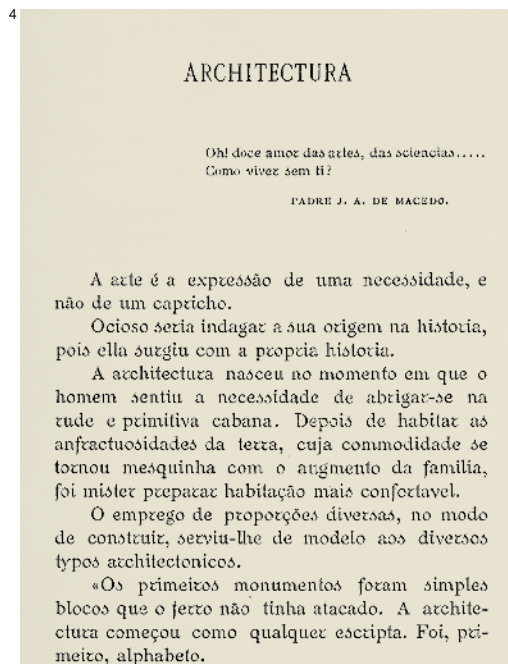 4
ARCHITECTURA
Oh! doce amor das artes, das sciencias.....
Como viver sem ti?
PADRE J. A. DE MACEDO.
A arte é a expressão de uma necessidade, e
não de um capricho.
Ocioso seria indagar a sua origem na historia,
pois ella surgiu com a propria historia.
A architectura nasceu no momento em que o
homem sentiu a necessidade de abrigar-se na
rude e primitiva cabana. Depois de habitar as
anfractuosidades da terra, cuja commodidade se
tornou mesquinha com o augmento da familia,
foi mister preparar habitação mais confortavel.
O emprego de proporções diversas, no modo
de construir, serviu-lhe de modelo aos diversos
typos architectonicos.
«Os primeiros monumentos foram simples
blocos que o ferro não tinha atacado. A archite-
ctura começou como qualquer escripta. Foi, pri-
meiro, alphabeto.